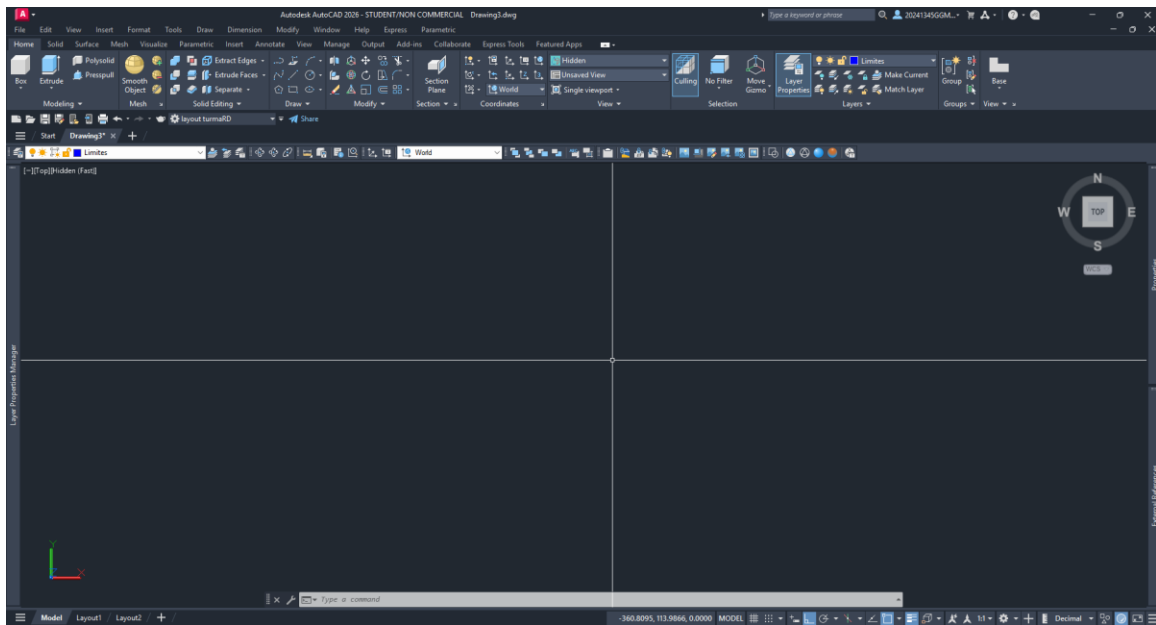 Autodesk AutoCAD 2026 - STUDENT/NON COMMERCIAL Drawing3.dwg
Type a keyword or phrase
20241345GGM...
File Edit View Insert Format Tools Draw Dimension Modify Window Help Express Parametric
Home Solid Surface Mesh Visualize Parametric Insert Annotate View Manage Output Add-ins Collaborate Express Tools Featured Apps
Polysolid Extract Edges Hidden Limites
Presspull Extrude Faces Unsaved View Make Current
Box Extrude Smooth Object Separate Section Plane World Single viewport Culling No Filter Move Gizmo Layer Properties Match Layer Group Base
Modeling Mesh Solid Editing Draw Modify Section Coordinates View Selection Layers Groups View
layout turmaRD Share
Start Drawing3*
Limites World
[−][Top][Hidden (Fast)]
N
W TOP E
S
WCS
Properties
Layer Properties Manager
External References
Y
X
Type a command
Model Layout1 Layout2
-360.8095, 113.9866, 0.0000 MODEL 1:1 Decimal